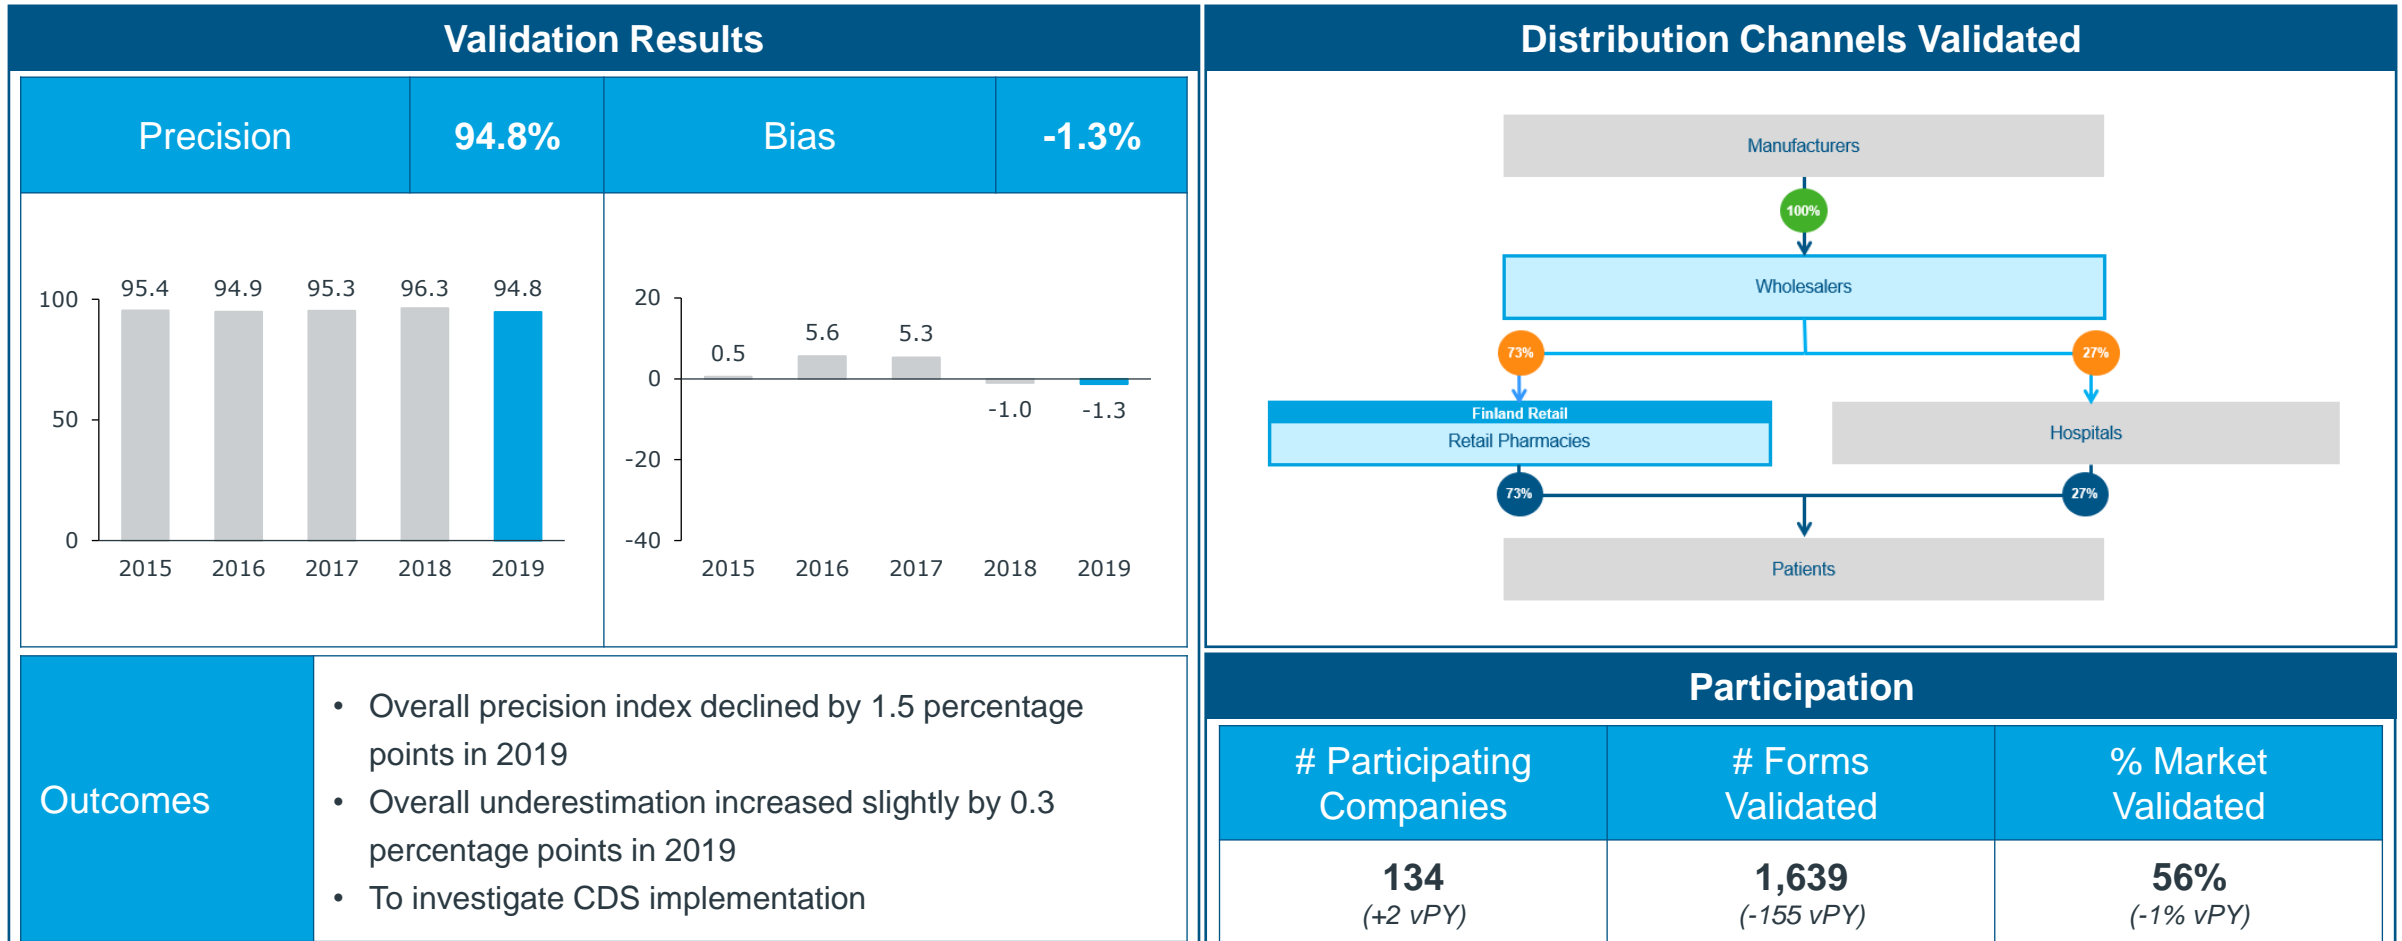 Validation Results
Precision
94.8%
Bias
-1.3%
100
50
0
95.4
94.9
95.3
96.3
94.8
2015
2016
2017
2018
2019
20
0
-20
-40
0.5
5.6
5.3
-1.0
-1.3
2015
2016
2017
2018
2019
Outcomes
• Overall precision index declined by 1.5 percentage
points in 2019
• Overall underestimation increased slightly by 0.3
percentage points in 2019
• To investigate CDS implementation
Distribution Channels Validated
Manufacturers
100%
Wholesalers
73%
27%
Finland Retail
Retail Pharmacies
Hospitals
73%
27%
Patients
Participation
# Participating
Companies
# Forms
Validated
% Market
Validated
134
(+2 vPY)
1,639
(-155 vPY)
56%
(-1% vPY)